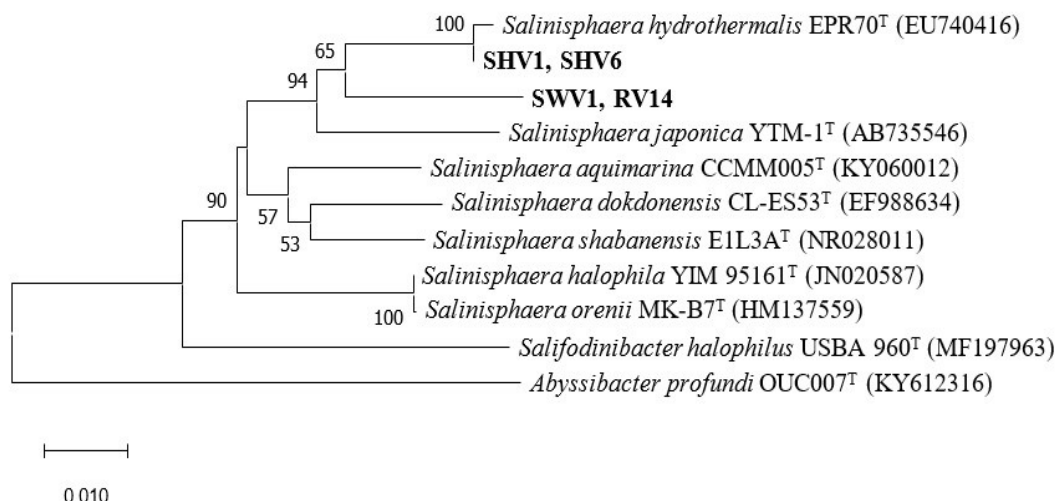 100
Salinisphaera hydrothermalis EPR70ᵀ (EU740416)
65
SHV1, SHV6
94
SWV1, RV14
Salinisphaera japonica YTM-1ᵀ (AB735546)
Salinisphaera aquimarina CCMM005ᵀ (KY060012)
90
Salinisphaera dokdonensis CL-ES53ᵀ (EF988634)
57
53
Salinisphaera shabanensis E1L3Aᵀ (NR028011)
Salinisphaera halophila YIM 95161ᵀ (JN020587)
100
Salinisphaera orenii MK-B7ᵀ (HM137559)
Salifodinibacter halophilus USBA 960ᵀ (MF197963)
Abyssibacter profundi OUC007ᵀ (KY612316)
0.010